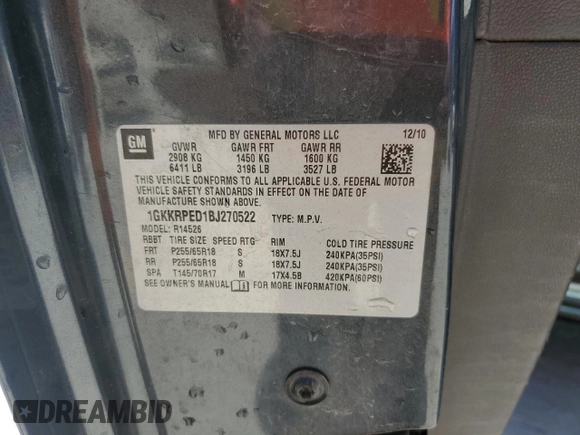 GM
MFD BY GENERAL MOTORS LLC 12/10
GVWR GAWR FRT GAWR RR
2908 KG 1450 KG 1600 KG
6411 LB 3196 LB 3527 LB
THIS VEHICLE CONFORMS TO ALL APPLICABLE U.S. FEDERAL MOTOR
VEHICLE SAFETY STANDARDS IN EFFECT ON THE DATE OF
MANUFACTURE SHOWN ABOVE.
1GKKRPED1BJ270522 TYPE: M.P.V.
MODEL: R14526
RBBT TIRE SIZE SPEED RTG RIM COLD TIRE PRESSURE
FRT P255/65R18 S 18X7.5J 240KPA(35PSI)
RR P255/65R18 S 18X7.5J 240KPA(35PSI)
SPA T145/70R17 M 17X4.5B 420KPA(60PSI)
SEE OWNER'S MANUAL FOR MORE INFORMATION
DREAMBID